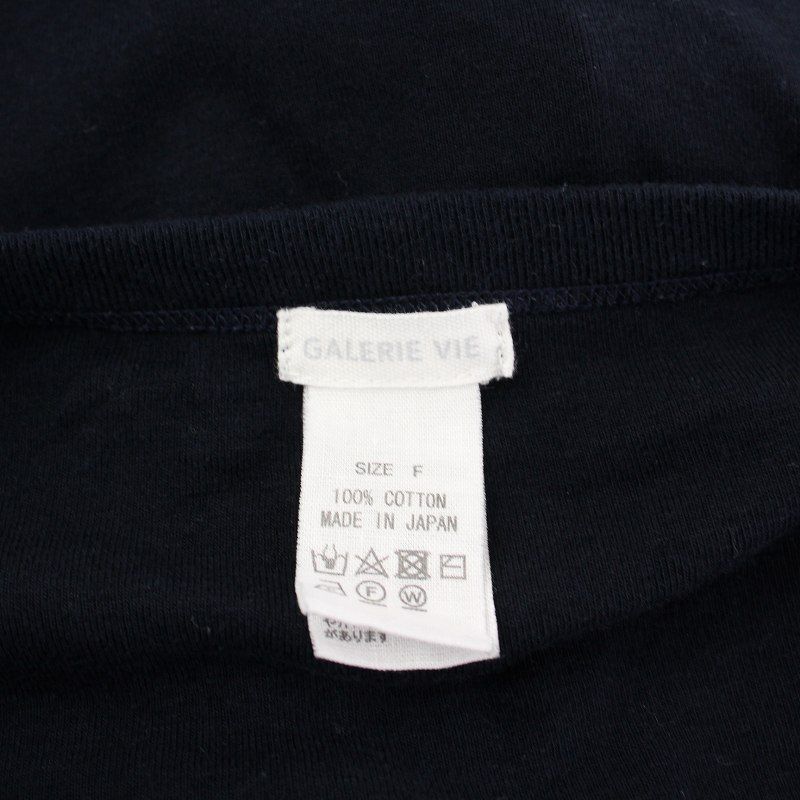 GALERIE VIE
SIZE F
100% COTTON
MADE IN JAPAN
F W
があります